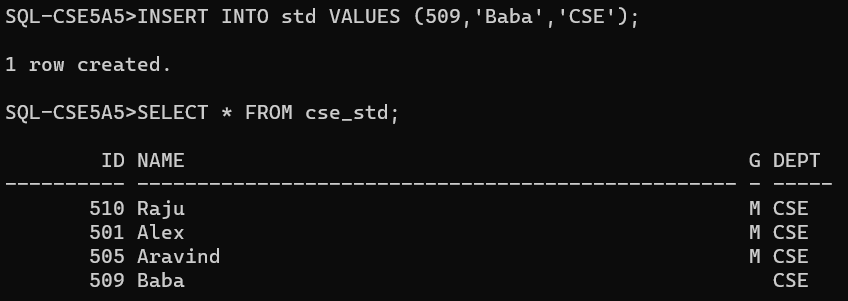 SQL-CSE5A5>INSERT INTO std VALUES (509,'Baba','CSE');
1 row created.
SQL-CSE5A5>SELECT * FROM cse_std;
        ID NAME                                               G DEPT
---------- -------------------------------------------------- - -----
       510 Raju                                               M CSE
       501 Alex                                               M CSE
       505 Aravind                                            M CSE
       509 Baba                                                 CSE